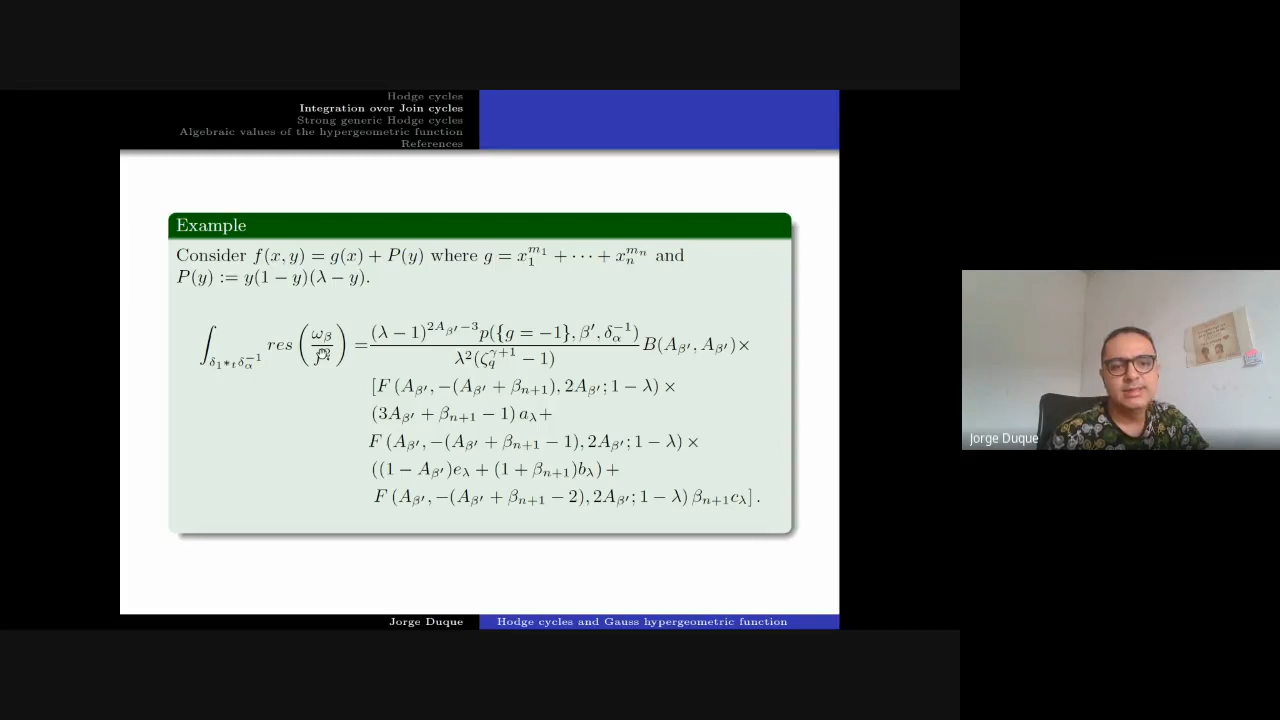 Hodge cycles
Integration over Join cycles
Strong generic Hodge cycles
Algebraic values of the hypergeometric function
References
Example
Consider f(x, y) = g(x) + P(y) where g = x_1^{m_1} + ⋯ + x_n^{m_n} and
P(y) := y(1 − y)(λ − y).
∫_{δ_1 *_t δ_α^{-1}} res (ω_β / ) = \frac{(λ − 1)^{2A_{β'}−3} p({g = −1}, β', δ_α^{-1})}{λ^2(ζ_q^{γ+1} − 1)} B(A_{β'}, A_{β'})×
[F (A_{β'}, −(A_{β'} + β_{n+1}), 2A_{β'}; 1 − λ) ×
(3A_{β'} + β_{n+1} − 1) a_λ+
F (A_{β'}, −(A_{β'} + β_{n+1} − 1), 2A_{β'}; 1 − λ) ×
((1 − A_{β'})e_λ + (1 + β_{n+1})b_λ) +
F (A_{β'}, −(A_{β'} + β_{n+1} − 2), 2A_{β'}; 1 − λ) β_{n+1}c_λ] .
Jorge Duque
Hodge cycles and Gauss hypergeometric function
Jorge Duque